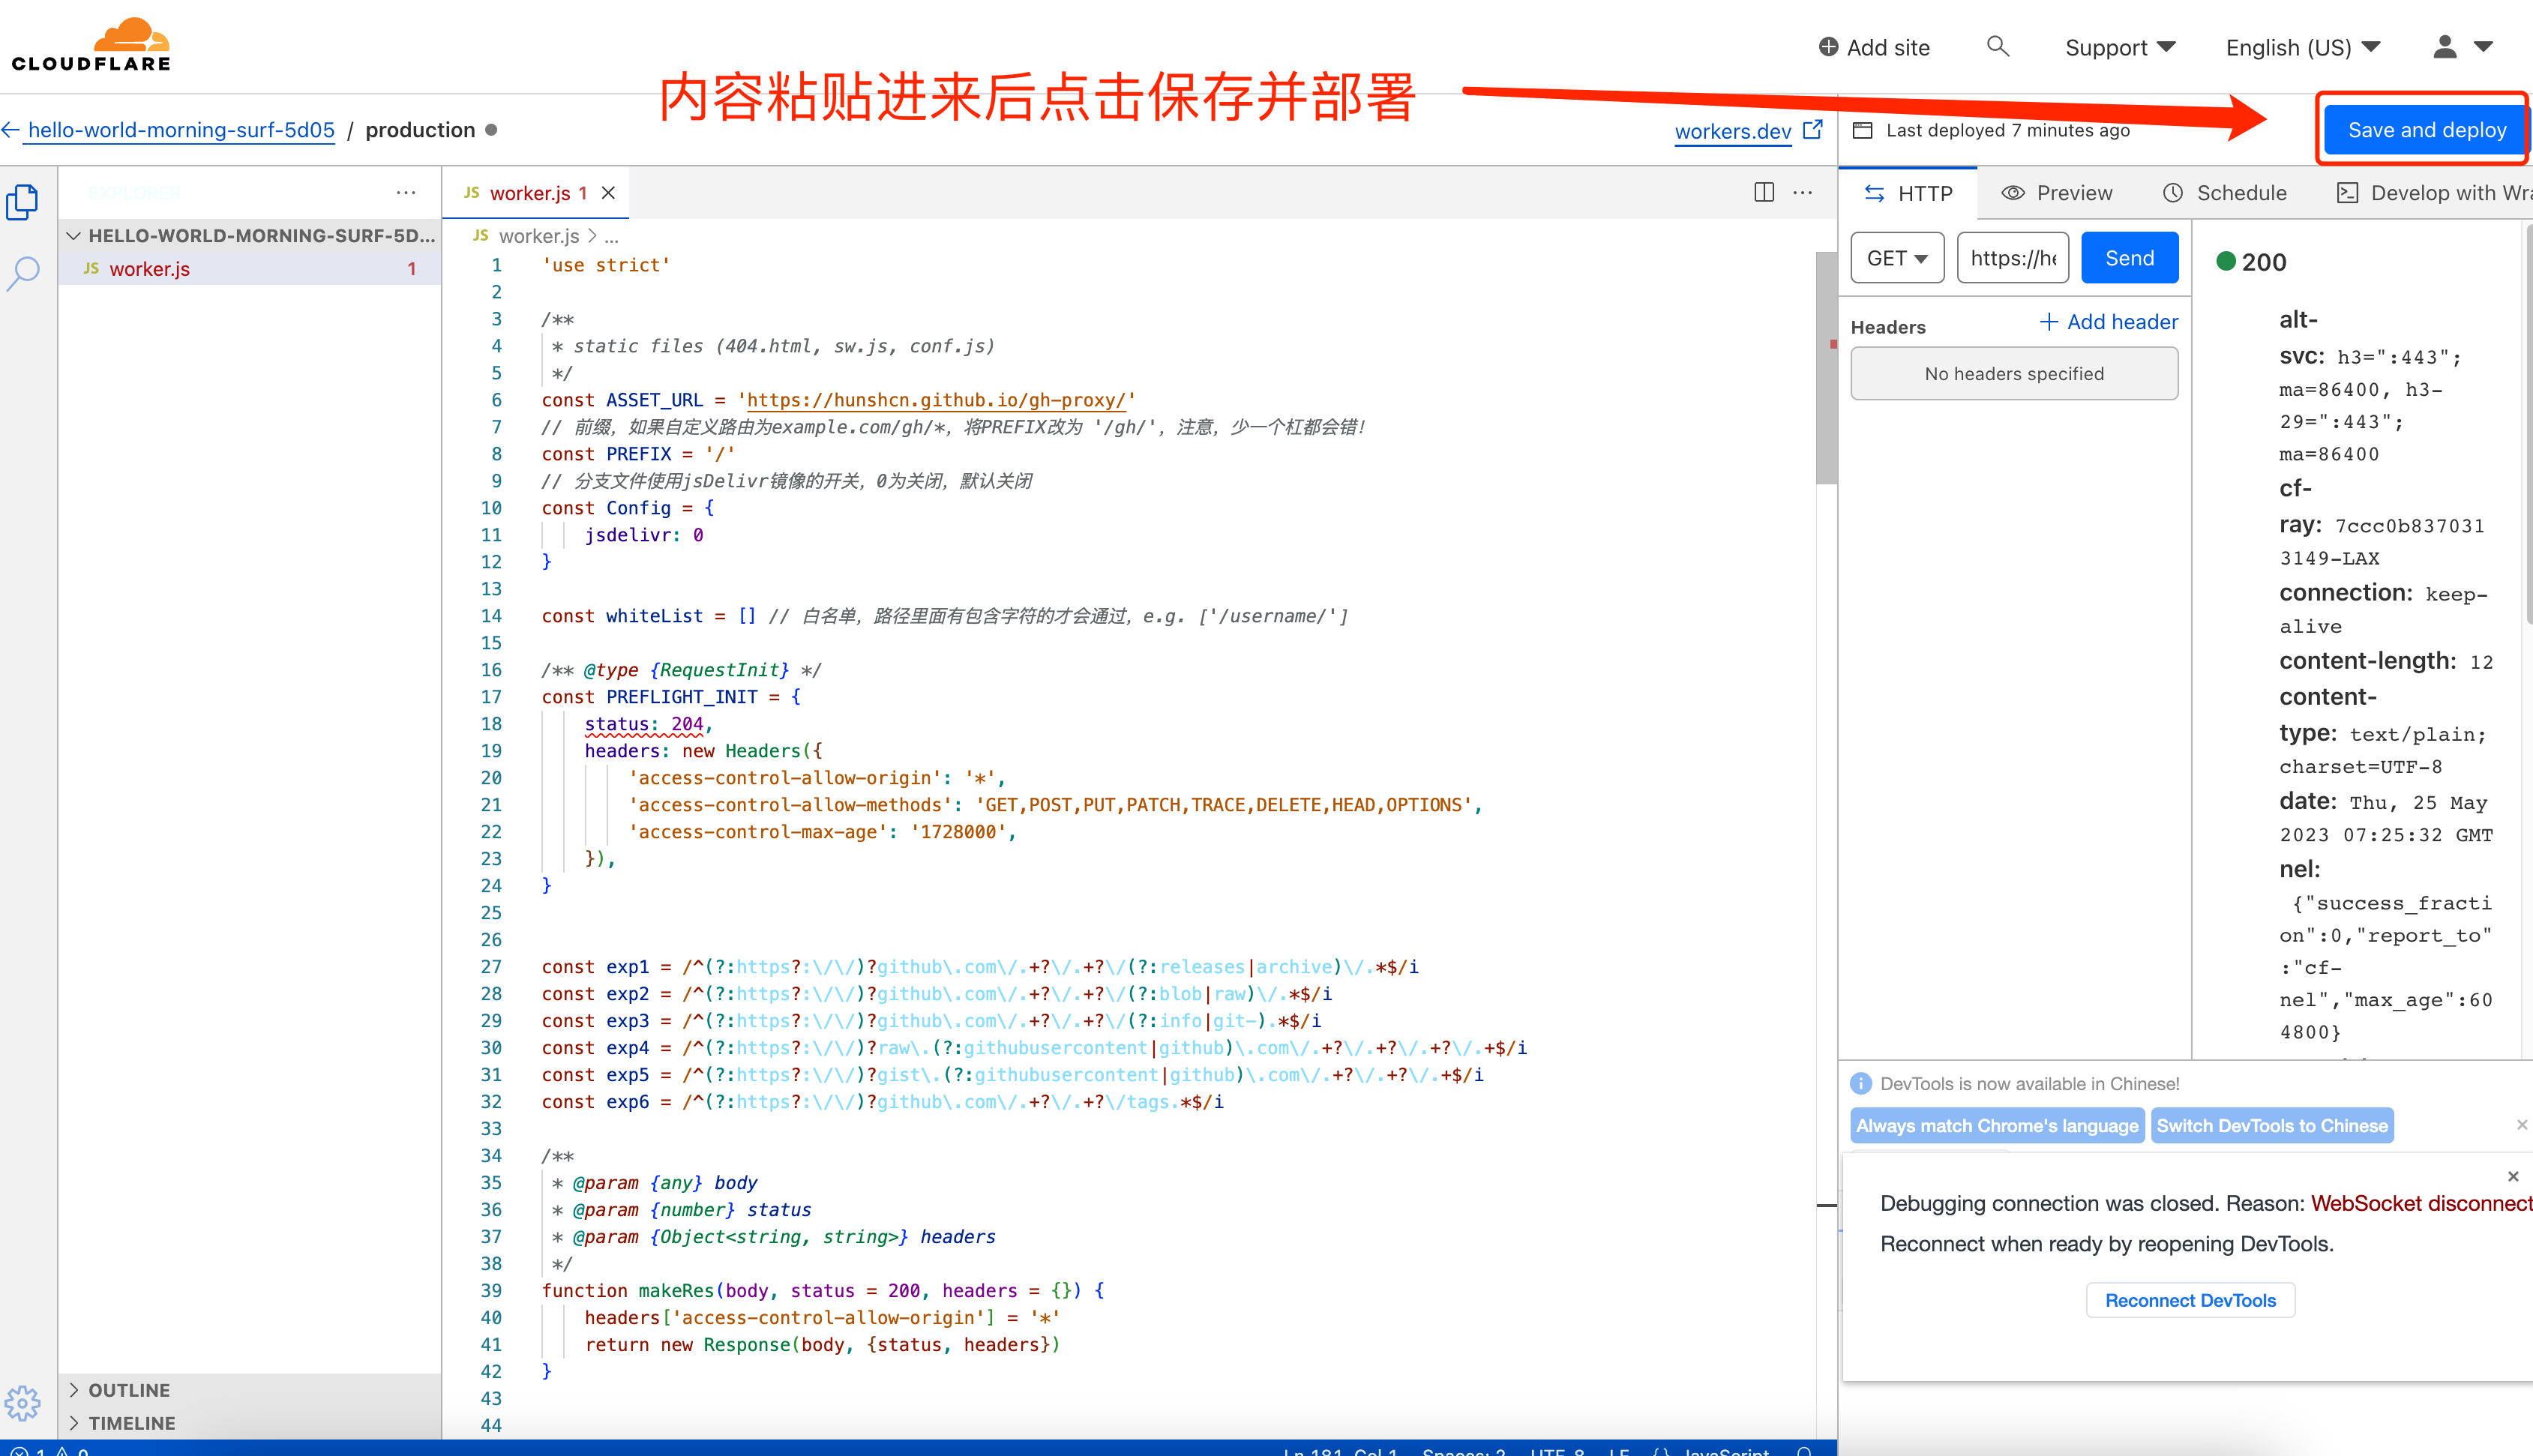 CLOUDFLARE
Add site
Support
English (US)
内容粘贴进来后点击保存并部署
hello-world-morning-surf-5d05 / production
workers.dev
Last deployed 7 minutes ago
Save and deploy
EXPLORER
HELLO-WORLD-MORNING-SURF-5D...
JS worker.js 1
OUTLINE
TIMELINE
JS worker.js 1
JS worker.js > ...
1 'use strict'
2
3 /**
4 * static files (404.html, sw.js, conf.js)
5 */
6 const ASSET_URL = 'https://hunshcn.github.io/gh-proxy/'
7 // 前缀，如果自定义路由为example.com/gh/*，将PREFIX改为 '/gh/'，注意，少一个杠都会错！
8 const PREFIX = '/'
9 // 分支文件使用jsDelivr镜像的开关，0为关闭，默认关闭
10 const Config = {
11 jsdelivr: 0
12 }
13
14 const whiteList = [] // 白名单，路径里面有包含字符的才会通过，e.g. ['/username/']
15
16 /** @type {RequestInit} */
17 const PREFLIGHT_INIT = {
18 status: 204,
19 headers: new Headers({
20 'access-control-allow-origin': '*',
21 'access-control-allow-methods': 'GET,POST,PUT,PATCH,TRACE,DELETE,HEAD,OPTIONS',
22 'access-control-max-age': '1728000',
23 }),
24 }
25
26
27 const exp1 = /^(?:https?:\/\/)?github\.com\/.+?\/.+?\/(?:releases|archive)\/.*$/i
28 const exp2 = /^(?:https?:\/\/)?github\.com\/.+?\/.+?\/(?:blob|raw)\/.*$/i
29 const exp3 = /^(?:https?:\/\/)?github\.com\/.+?\/.+?\/(?:info|git-).*$/i
30 const exp4 = /^(?:https?:\/\/)?raw\.(?:githubusercontent|github)\.com\/.+?\/.+?\/.+?\/.+$/i
31 const exp5 = /^(?:https?:\/\/)?gist\.(?:githubusercontent|github)\.com\/.+?\/.+?\/.+$/i
32 const exp6 = /^(?:https?:\/\/)?github\.com\/.+?\/.+?\/tags.*$/i
33
34 /**
35 * @param {any} body
36 * @param {number} status
37 * @param {Object<string, string>} headers
38 */
39 function makeRes(body, status = 200, headers = {}) {
40 headers['access-control-allow-origin'] = '*'
41 return new Response(body, {status, headers})
42 }
43
44
HTTP
Preview
Schedule
Develop with Wra
GET
https://he
Send
Headers
+ Add header
No headers specified
200
alt-
svc: h3=":443";
ma=86400, h3-
29=":443";
ma=86400
cf-
ray: 7ccc0b837031
3149-LAX
connection: keep-
alive
content-length: 12
content-
type: text/plain;
charset=UTF-8
date: Thu, 25 May
2023 07:25:32 GMT
nel:
{"success_fracti
on":0,"report_to"
:"cf-
nel","max_age":60
4800}
DevTools is now available in Chinese!
Always match Chrome's language
Switch DevTools to Chinese
Debugging connection was closed. Reason: WebSocket disconnect
Reconnect when ready by reopening DevTools.
Reconnect DevTools
Ln 181, Col 1 Spaces: 2 UTF-8 LF {} JavaScript